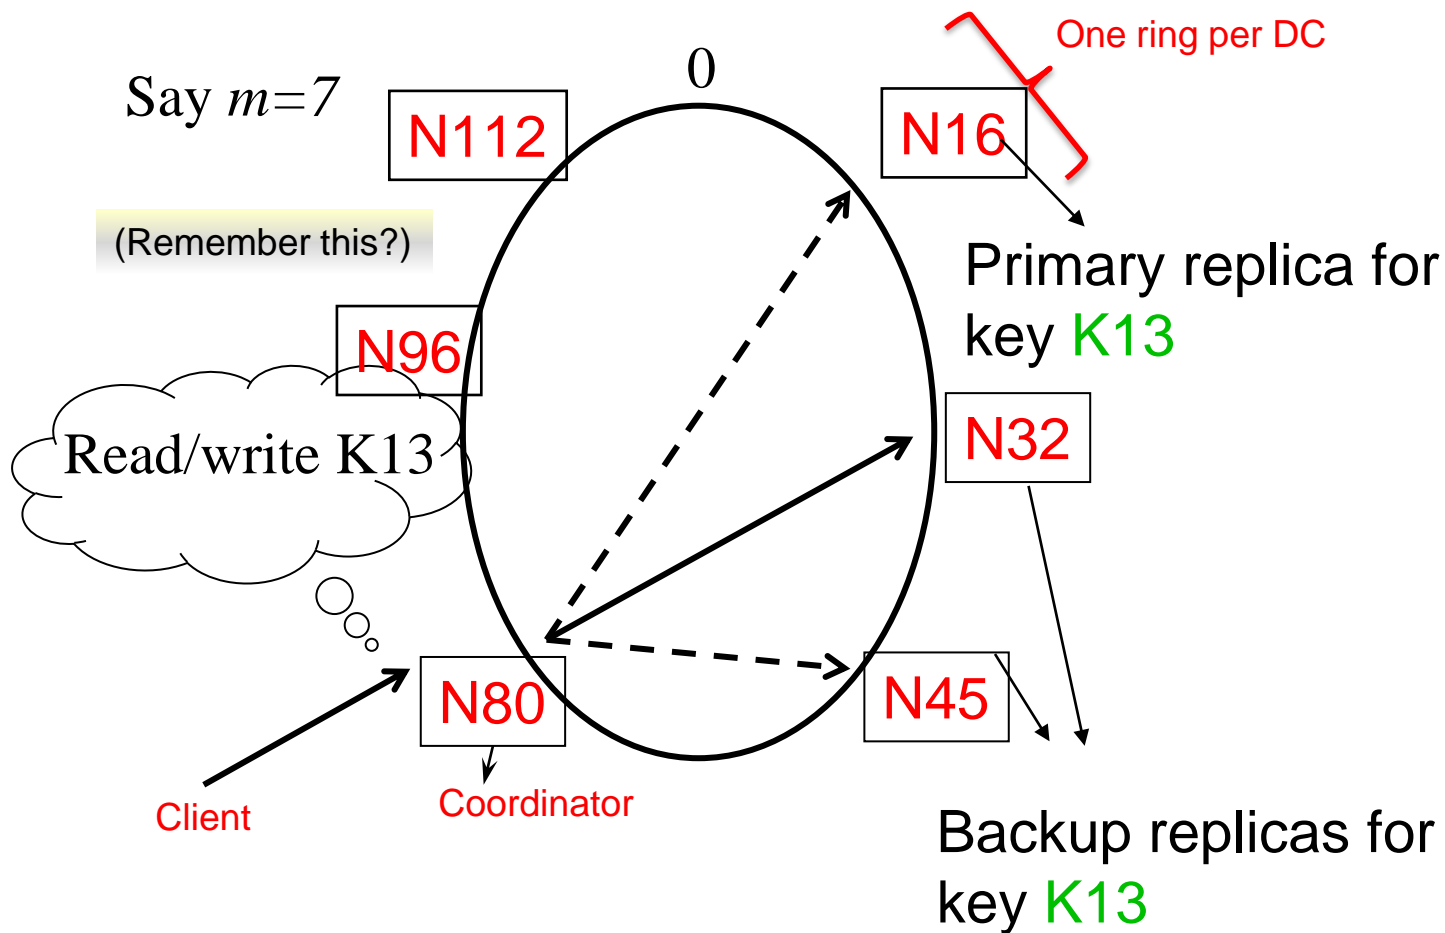 One ring per DC
0
Say m=7
N112
N16
(Remember this?)
Primary replica for
key K13
N96
N32
Read/write K13
N80
N45
Client
Coordinator
Backup replicas for
key K13